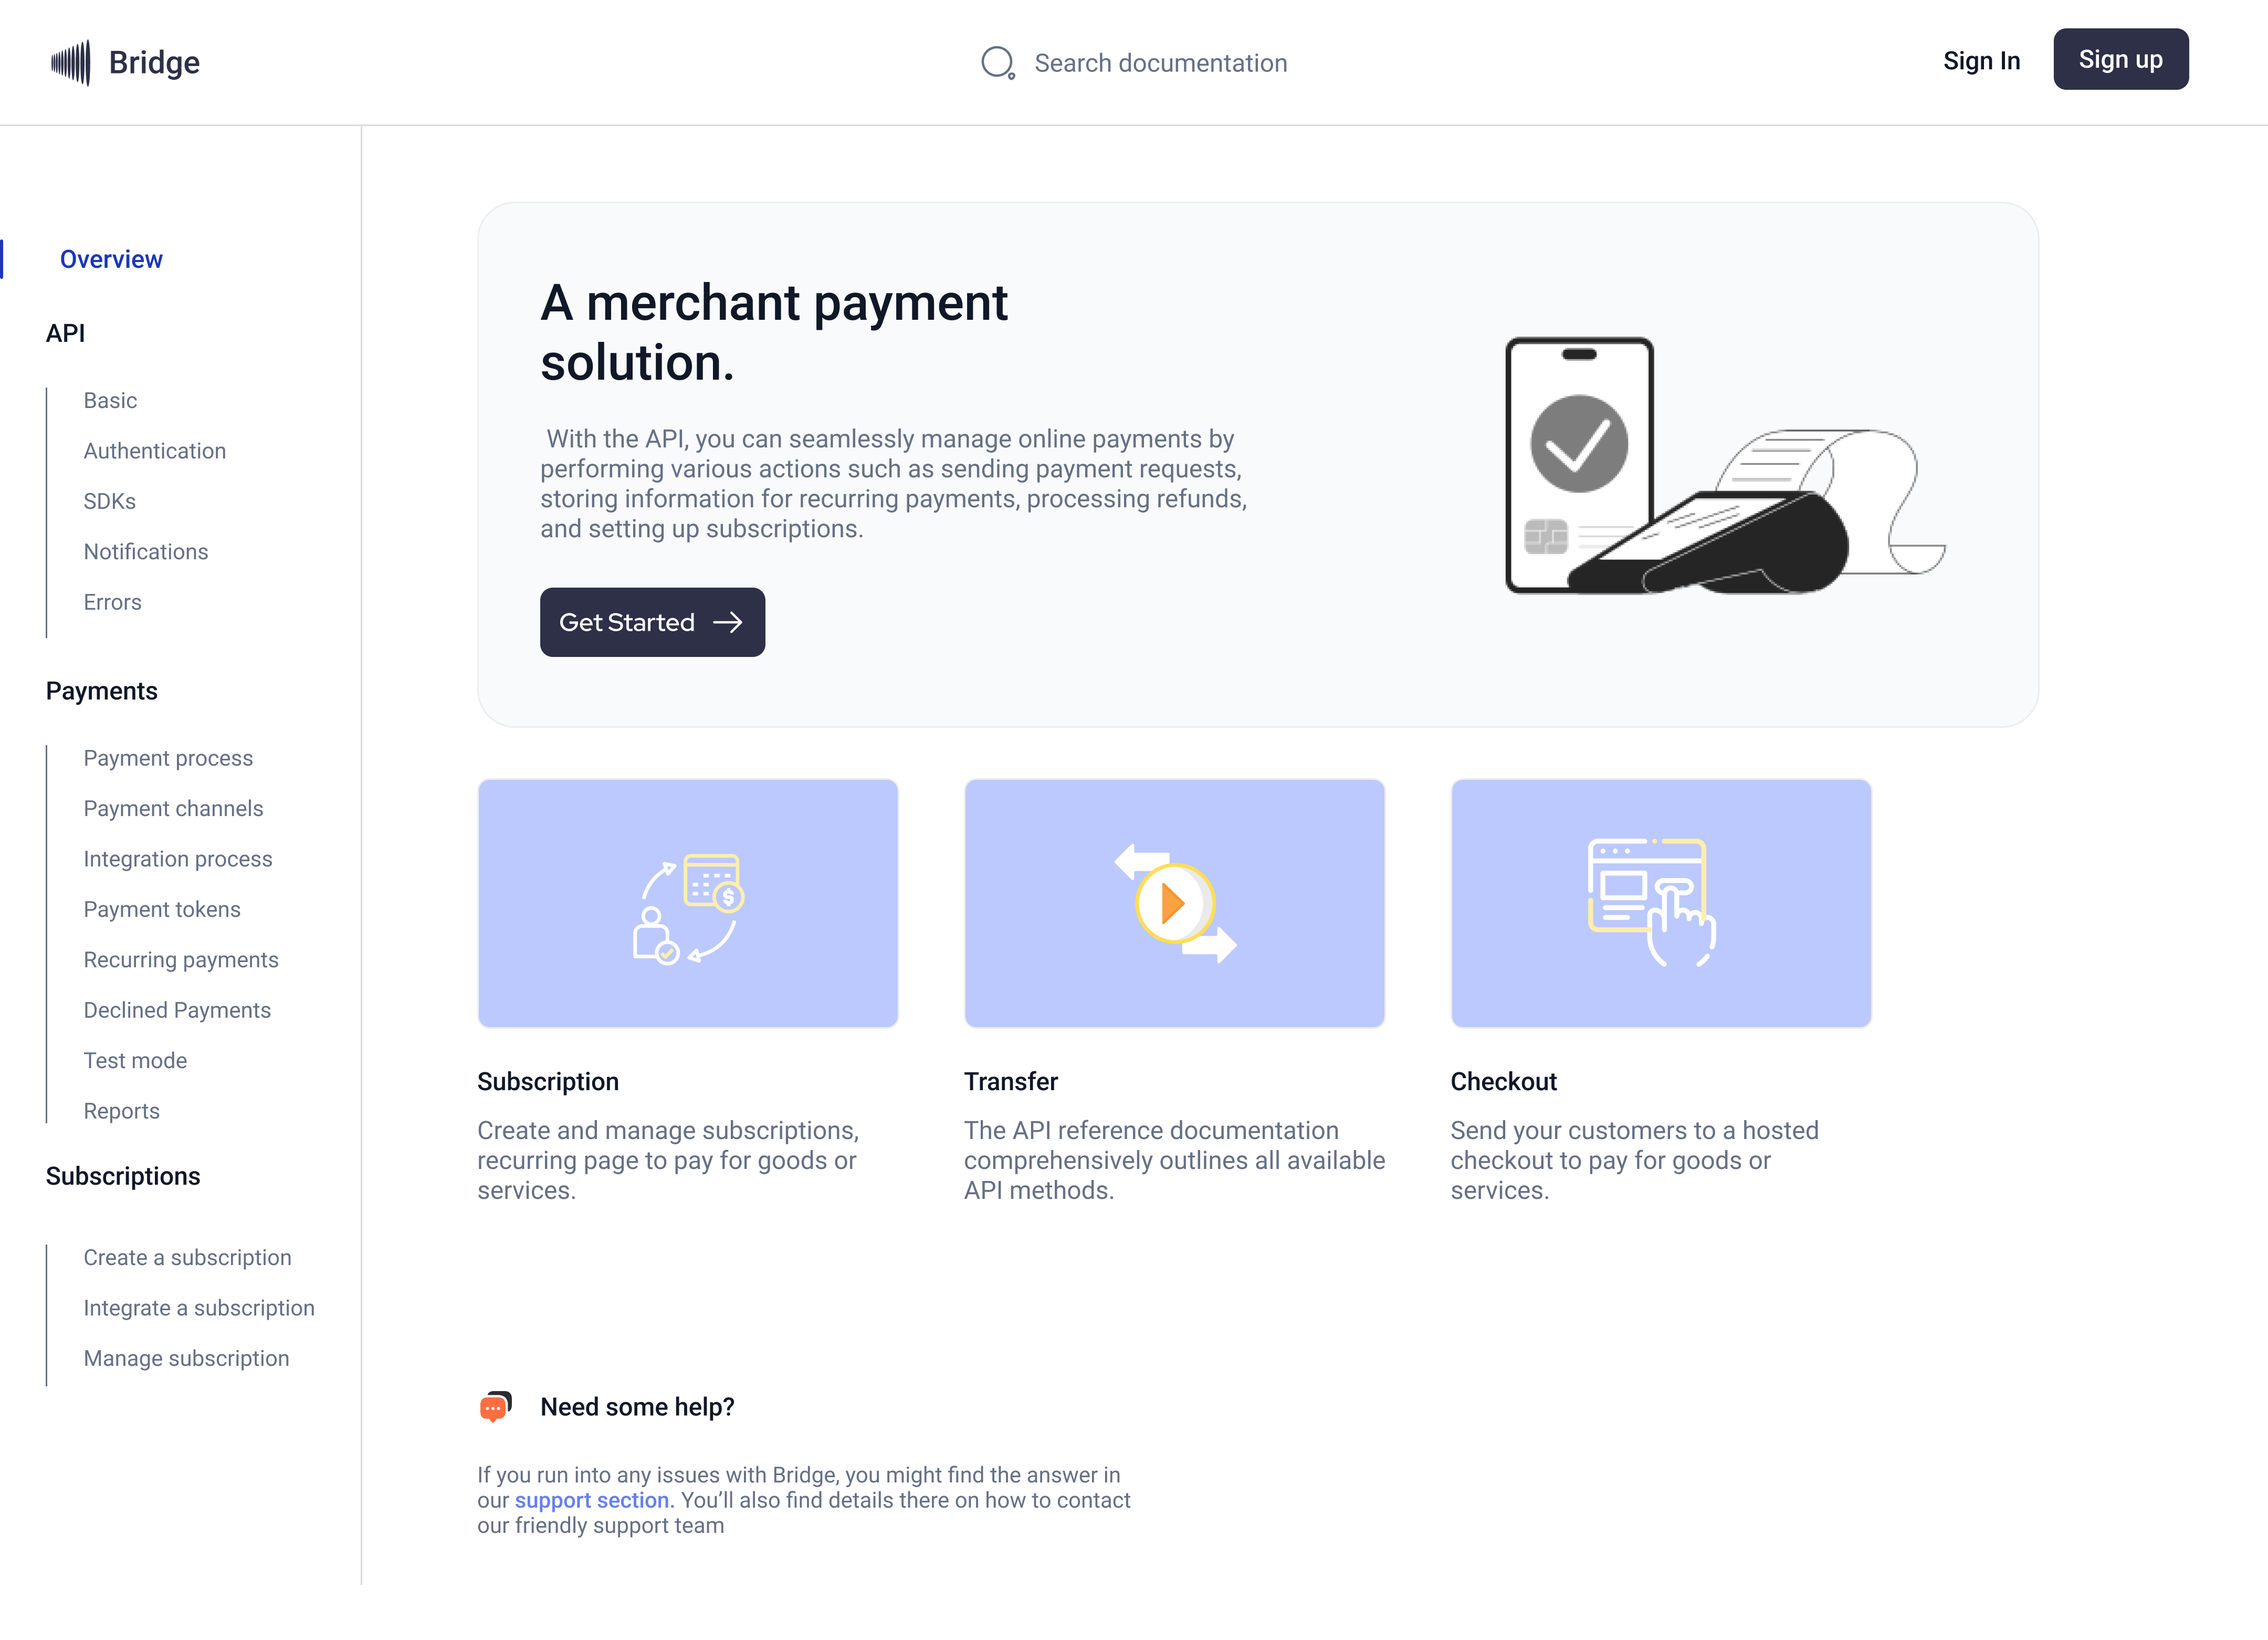 Bridge
Search documentation
Sign In
Sign up
Overview
API
Basic
Authentication
SDKs
Notifications
Errors
Payments
Payment process
Payment channels
Integration process
Payment tokens
Recurring payments
Declined Payments
Test mode
Reports
Subscriptions
Create a subscription
Integrate a subscription
Manage subscription
A merchant payment
solution.
With the API, you can seamlessly manage online payments by
performing various actions such as sending payment requests,
storing information for recurring payments, processing refunds,
and setting up subscriptions.
Get Started
$
Subscription
Create and manage subscriptions,
recurring page to pay for goods or
services.
Transfer
The API reference documentation
comprehensively outlines all available
API methods.
Checkout
Send your customers to a hosted
checkout to pay for goods or
services.
Need some help?
If you run into any issues with Bridge, you might find the answer in
our support section. You’ll also find details there on how to contact
our friendly support team